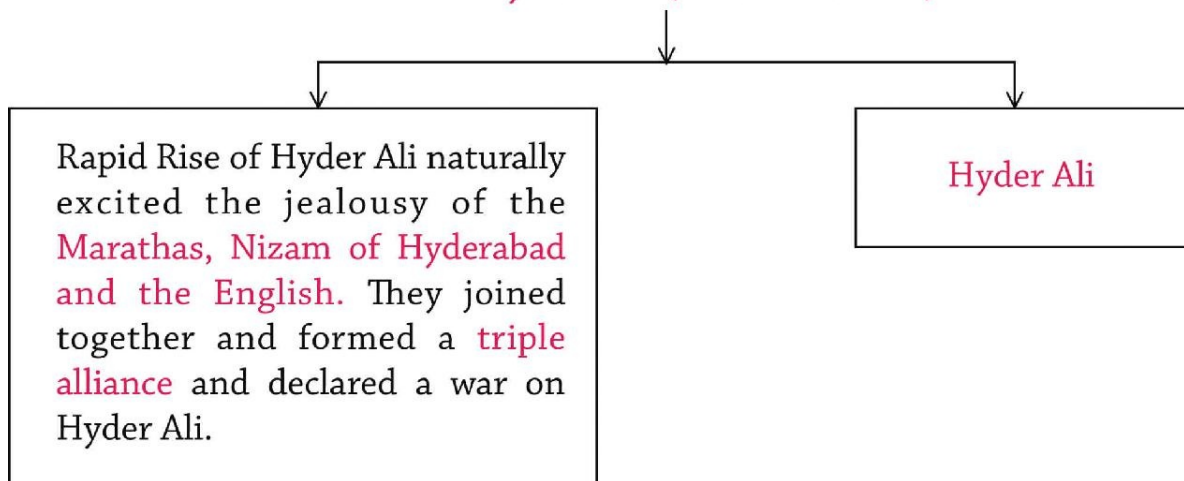 Rapid Rise of Hyder Ali naturally
excited the jealousy of the
Marathas, Nizam of Hyderabad
and the English. They joined
together and formed a triple
alliance and declared a war on
Hyder Ali.
Hyder Ali